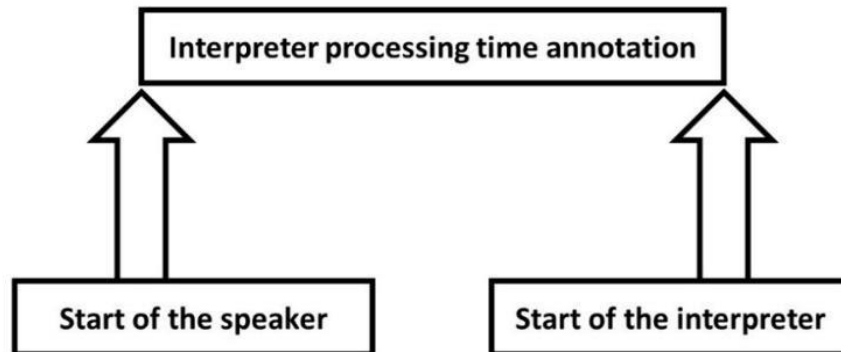 Interpreter processing time annotation
Start of the speaker
Start of the interpreter